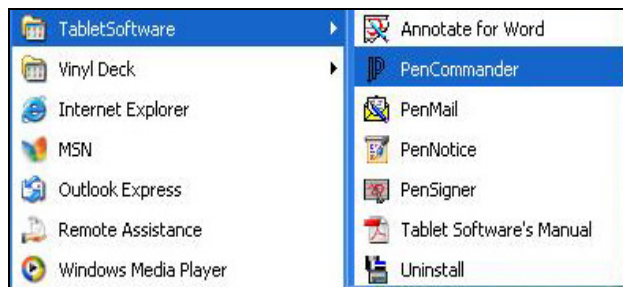 TabletSoftware
Vinyl Deck
Internet Explorer
MSN
Outlook Express
Remote Assistance
Windows Media Player
Annotate for Word
PenCommander
PenMail
PenNotice
PenSigner
Tablet Software's Manual
Uninstall